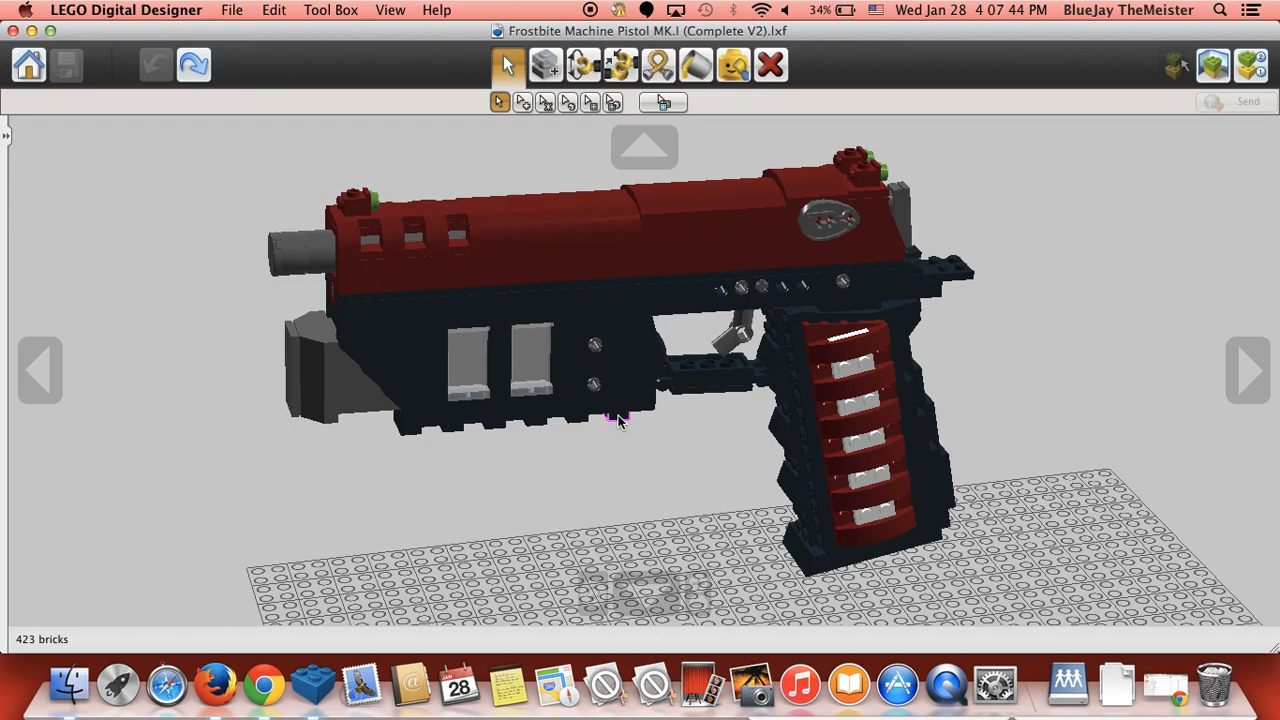 LEGO Digital Designer File Edit Tool Box View Help 34% Wed Jan 28 4 07 44 PM BlueJay TheMeister
Frostbite Machine Pistol MK.I (Complete V2).lxf
Send
423 bricks
JAN
28